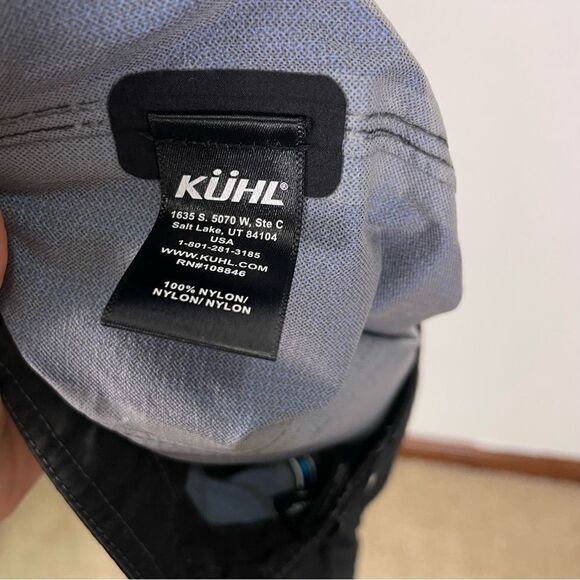 KÜHL®
1635 S. 5070 W, Ste C
Salt Lake, UT 84104
USA
1-801-281-3185
WWW.KUHL.COM
RN#108846
100% NYLON/
NYLON/ NYLON